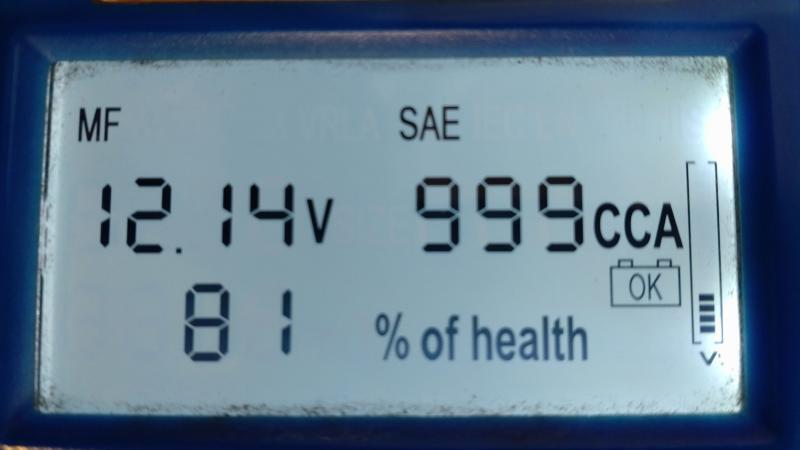 MF SAE
12.14V 999CCA
OK
81 % of health
V